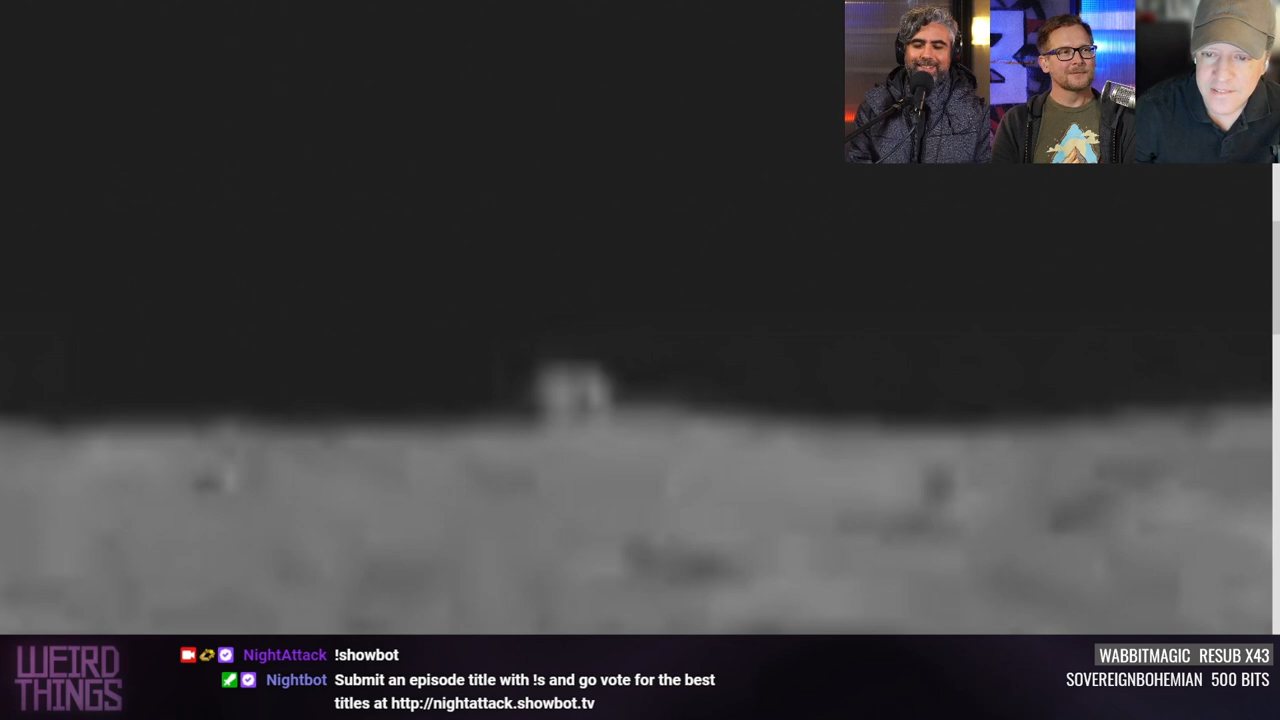 WEIRD
THINGS
NightAttack !showbot
Nightbot Submit an episode title with !s and go vote for the best
titles at http://nightattack.showbot.tv
WABBITMAGIC RESUB X43
SOVEREIGNBOHEMIAN 500 BITS